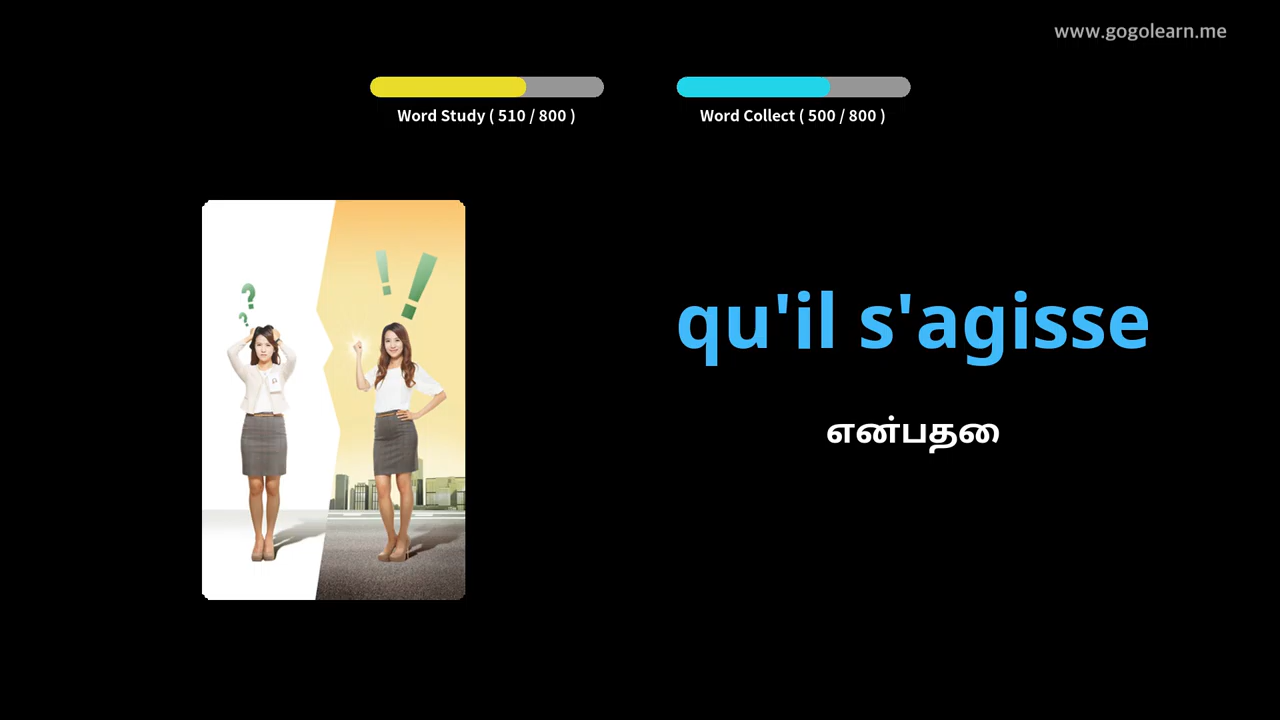 www.gogolearn.me
Word Study ( 510 / 800 )
Word Collect ( 500 / 800 )
? ?
! !
qu'il s'agisse
என்பதை